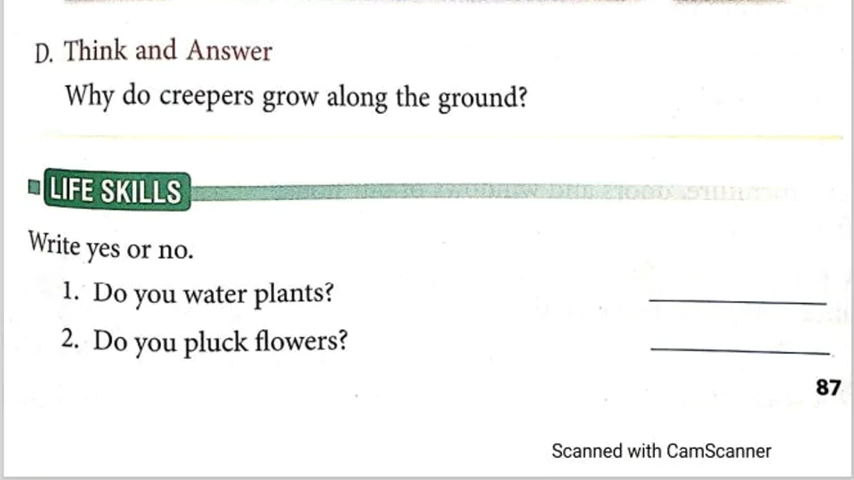 D. Think and Answer
Why do creepers grow along the ground?
LIFE SKILLS
Write yes or no.
1. Do you water plants?
2. Do you pluck flowers?
87
Scanned with CamScanner